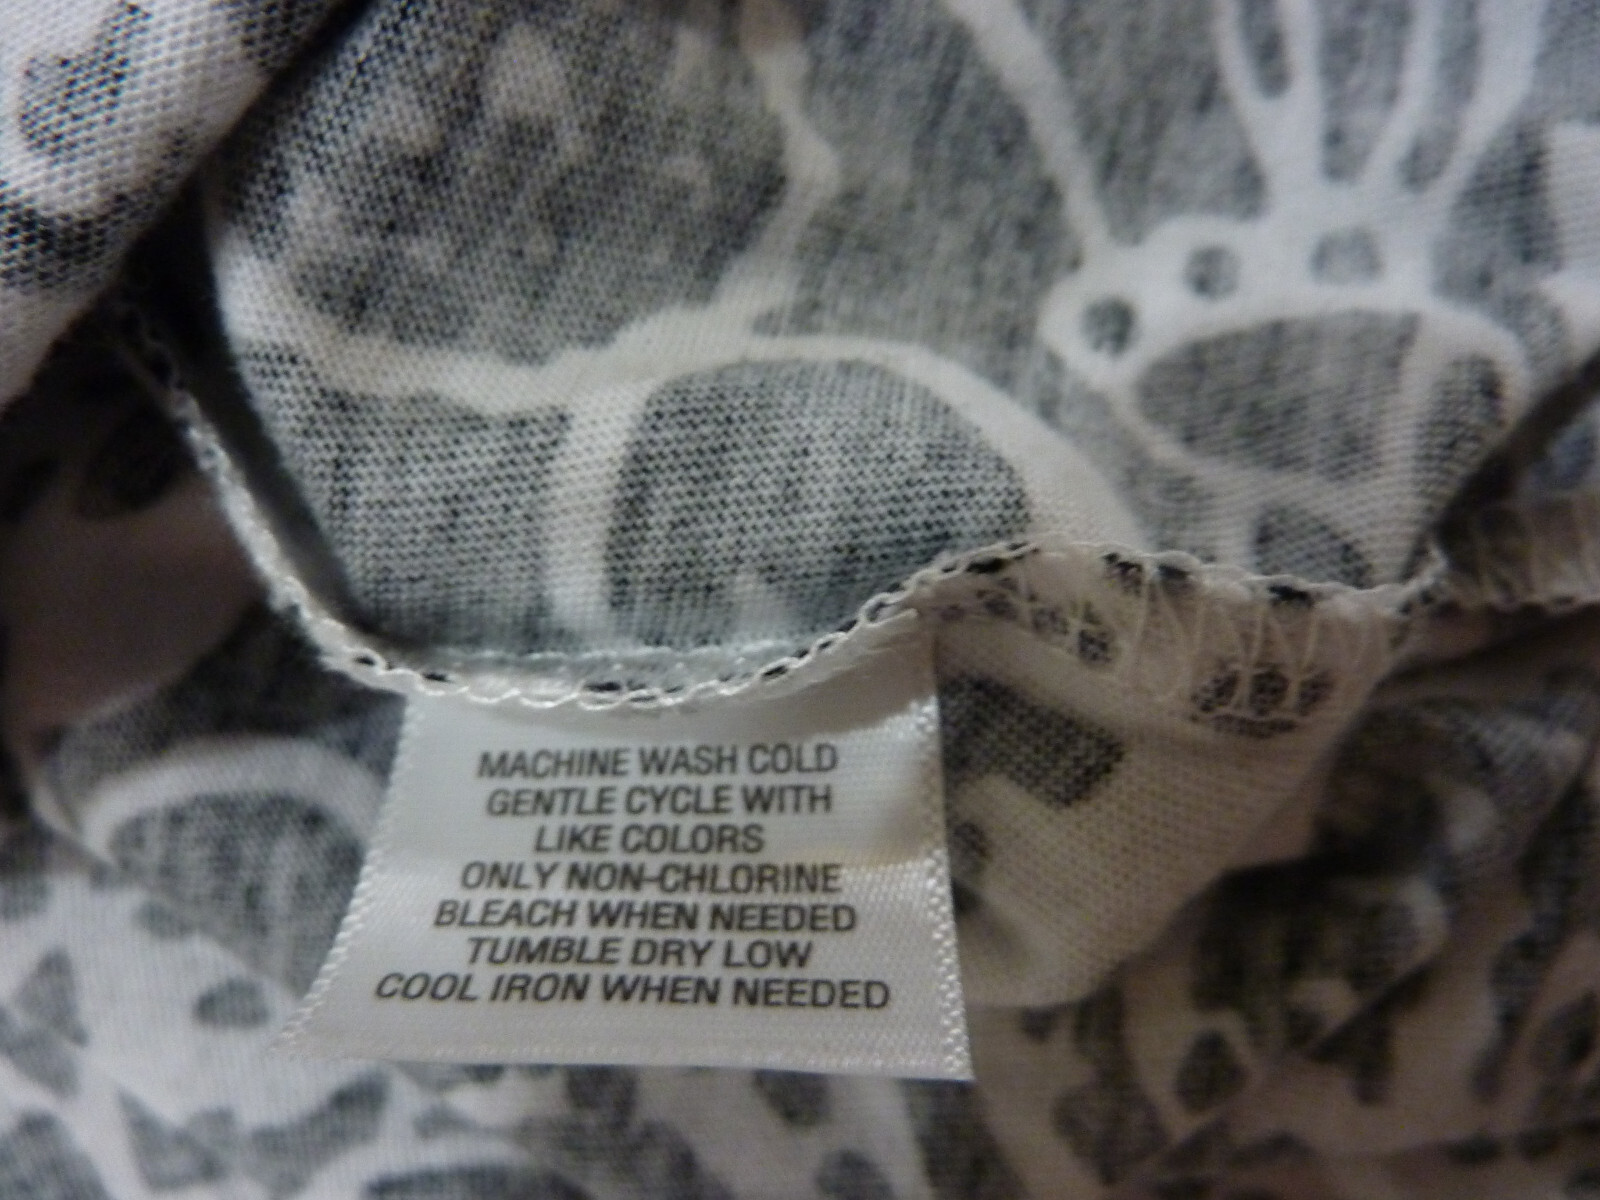 MACHINE WASH COLD
GENTLE CYCLE WITH
LIKE COLORS
ONLY NON-CHLORINE
BLEACH WHEN NEEDED
TUMBLE DRY LOW
COOL IRON WHEN NEEDED